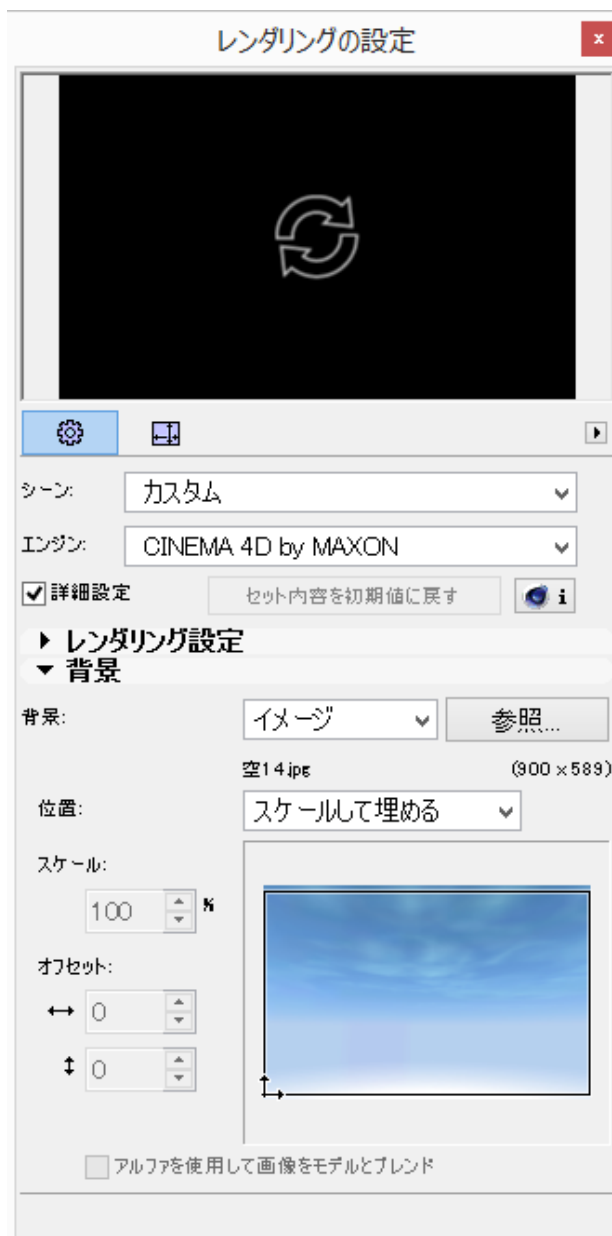 レンダリングの設定
x
シーン: カスタム
エンジン: CINEMA 4D by MAXON
詳細設定 セット内容を初期値に戻す i
レンダリング設定
背景
背景: イメージ 参照...
空14.jpg (900 x 589)
位置: スケールして埋める
スケール:
100 %
オフセット:
0
0
アルファを使用して画像をモデルとブレンド